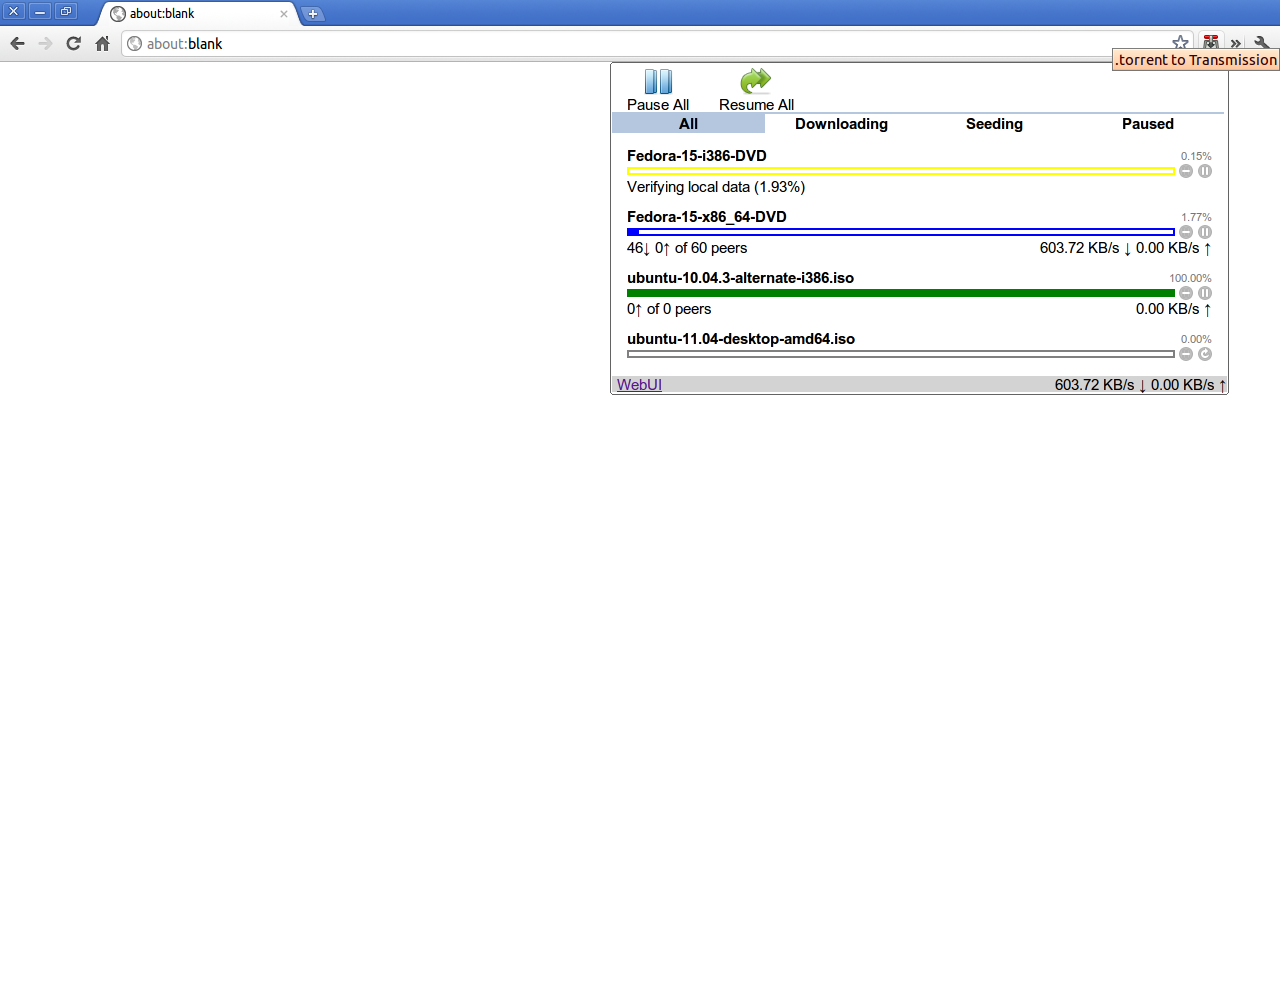 about:blank
about:blank
.torrent to Transmission
Pause All Resume All
All Downloading Seeding Paused
Fedora-15-i386-DVD 0.15%
Verifying local data (1.93%)
Fedora-15-x86_64-DVD 1.77%
46↓ 0↑ of 60 peers 603.72 KB/s ↓ 0.00 KB/s ↑
ubuntu-10.04.3-alternate-i386.iso 100.00%
0↑ of 0 peers 0.00 KB/s ↑
ubuntu-11.04-desktop-amd64.iso 0.00%
WebUI 603.72 KB/s ↓ 0.00 KB/s ↑